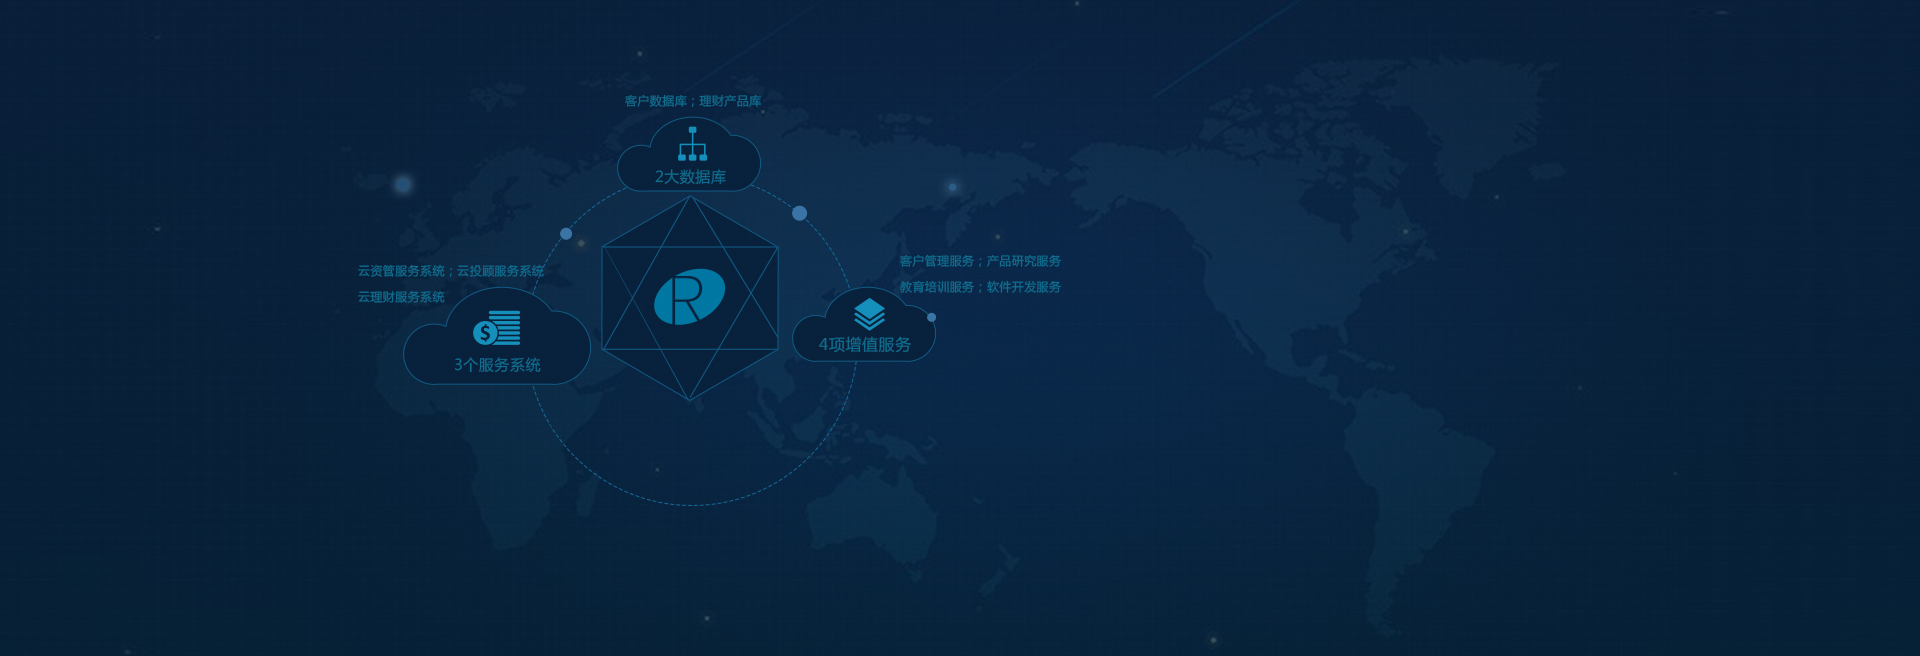 客户数据库；理财产品库
2大数据库
云资管服务系统；云投顾服务系统
云理财服务系统
3个服务系统
R
客户管理服务；产品研究服务
教育培训服务；软件开发服务
4项增值服务